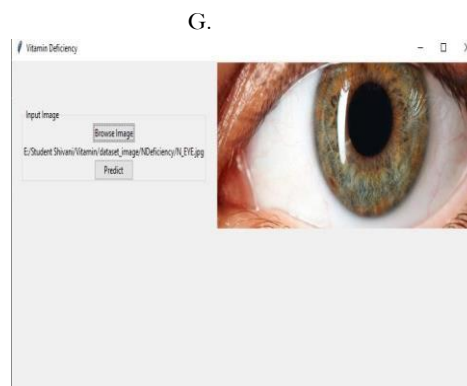 G.
Vitamin Deficiency
Input Image
Browse Image
E:/Student Shivani/Vitamin/dataset_image/NDeficiency/N_EYE.jpg
Predict